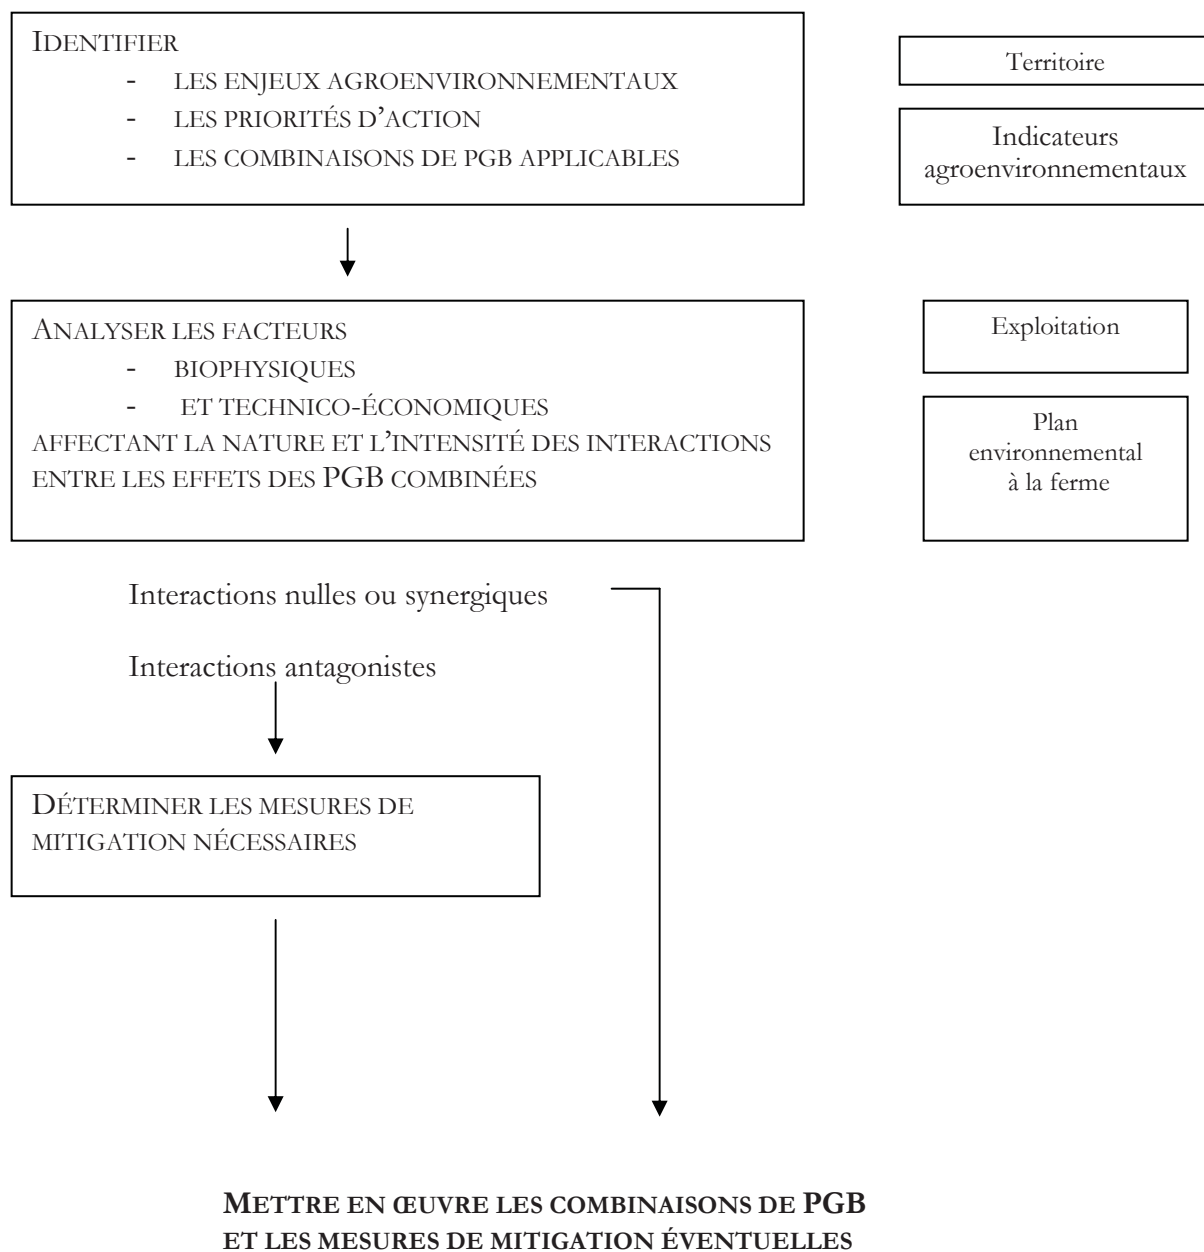 IDENTIFIER
- LES ENJEUX AGROENVIRONNEMENTAUX
- LES PRIORITÉS D’ACTION
- LES COMBINAISONS DE PGB APPLICABLES
Territoire
Indicateurs
agroenvironnementaux
ANALYSER LES FACTEURS
- BIOPHYSIQUES
- ET TECHNICO-ÉCONOMIQUES
AFFECTANT LA NATURE ET L’INTENSITÉ DES INTERACTIONS
ENTRE LES EFFETS DES PGB COMBINÉES
Exploitation
Plan
environnemental
à la ferme
Interactions nulles ou synergiques
Interactions antagonistes
DÉTERMINER LES MESURES DE
MITIGATION NÉCESSAIRES
METTRE EN ŒUVRE LES COMBINAISONS DE PGB
ET LES MESURES DE MITIGATION ÉVENTUELLES